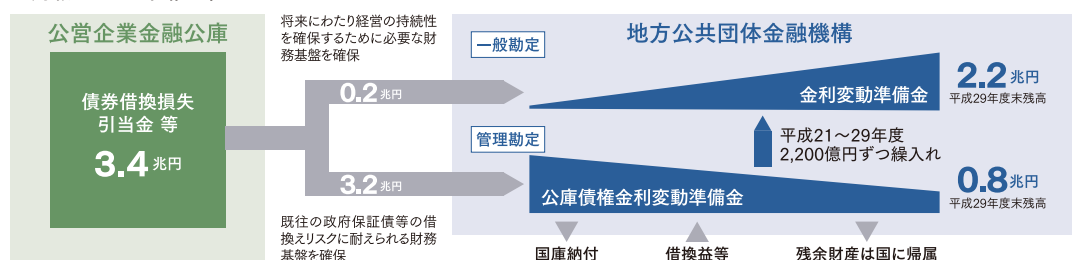 公営企業金融公庫
債券借換損失
引当金 等
3.4兆円
将来にわたり経営の持続性
を確保するために必要な財
務基盤を確保
0.2兆円
3.2兆円
既往の政府保証債等の借
換えリスクに耐えられる財務
基盤を確保
地方公共団体金融機構
一般勘定
金利変動準備金
2.2兆円
平成29年度末残高
平成21～29年度
2,200億円ずつ繰入れ
管理勘定
公庫債権金利変動準備金
0.8兆円
平成29年度末残高
国庫納付
借換益等
残余財産は国に帰属